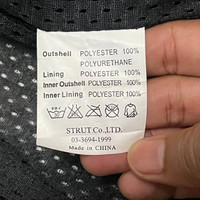 Outshell POLYESTER 100%
POLYURETHANE
Lining POLYESTER 100%
Inner Outshell POLYESTER 100%
Inner Lining POLYESTER 100%
STRUT Co.,LTD.
03-3694-1999
MADE in CHINA